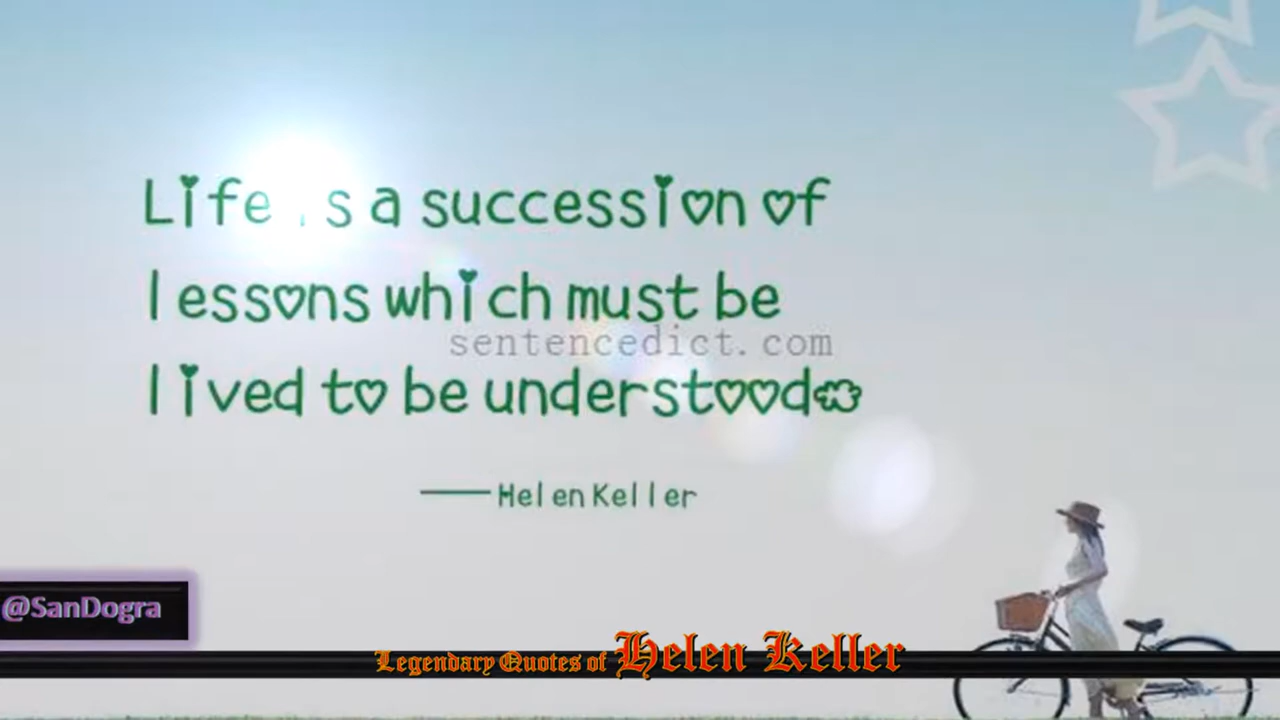 Life is a succession of
lessons which must be
sentencedict.com
lived to be understood
——Helen Keller
@SanDogra
Legendary Quotes of Helen Keller